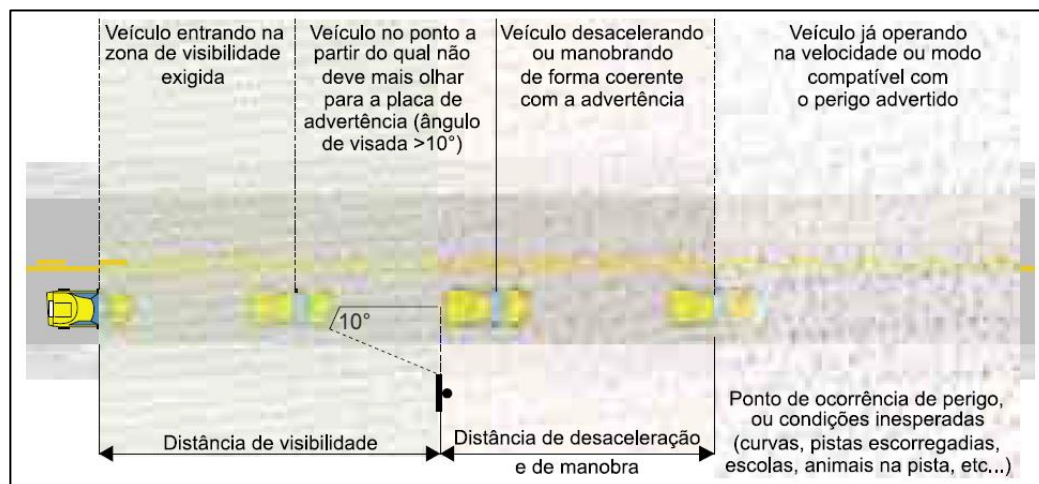 Veículo entrando na
zona de visibilidade
exigida
Veículo no ponto a
partir do qual não
deve mais olhar
para a placa de
advertência (ângulo
de visada >10°)
Veículo desacelerando
ou manobrando
de forma coerente
com a advertência
Veículo já operando
na velocidade ou modo
compatível com
o perigo advertido
10°
Distância de visibilidade
Distância de desaceleração
e de manobra
Ponto de ocorrência de perigo,
ou condições inesperadas
(curvas, pistas escorregadias,
escolas, animais na pista, etc...)